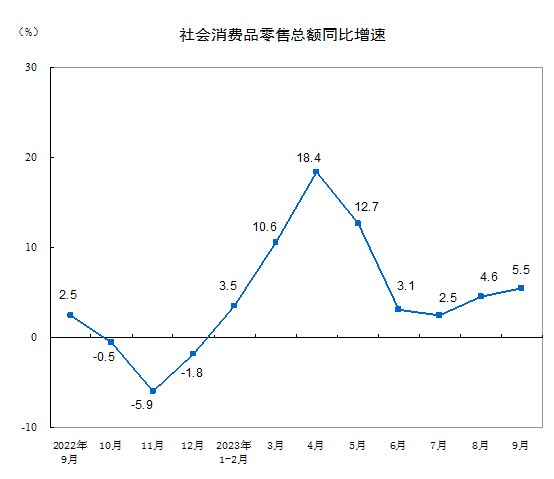 （%）
社会消费品零售总额同比增速
30
20
10
0
-10
2.5
-0.5
-5.9
-1.8
3.5
10.6
18.4
12.7
3.1
2.5
4.6
5.5
2022年
9月
10月
11月
12月
2023年
1-2月
3月
4月
5月
6月
7月
8月
9月